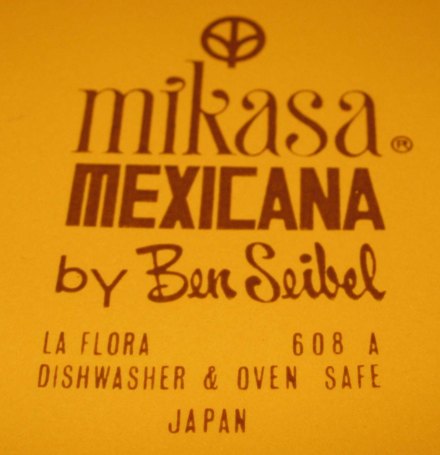 mikasa®
MEXICANA
by Ben Seibel
LA FLORA 608 A
DISHWASHER & OVEN SAFE
JAPAN